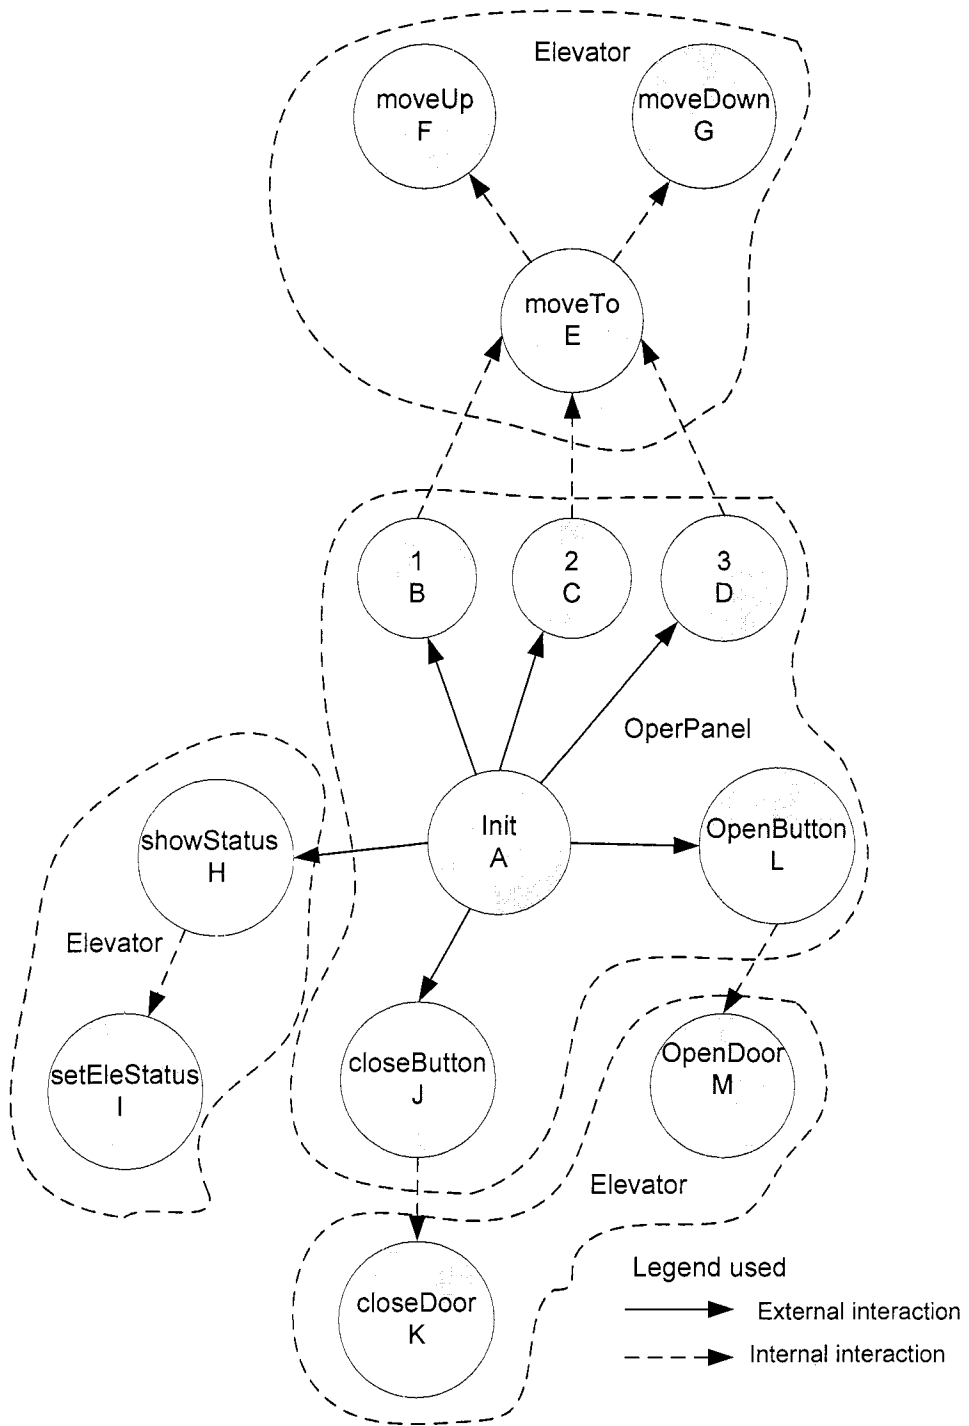 Elevator
moveUp
F
moveDown
G
moveTo
E
1
B
2
C
3
D
OperPanel
Init
A
showStatus
H
OpenButton
L
Elevator
setEleStatus
I
closeButton
J
OpenDoor
M
Elevator
closeDoor
K
Legend used
External interaction
Internal interaction